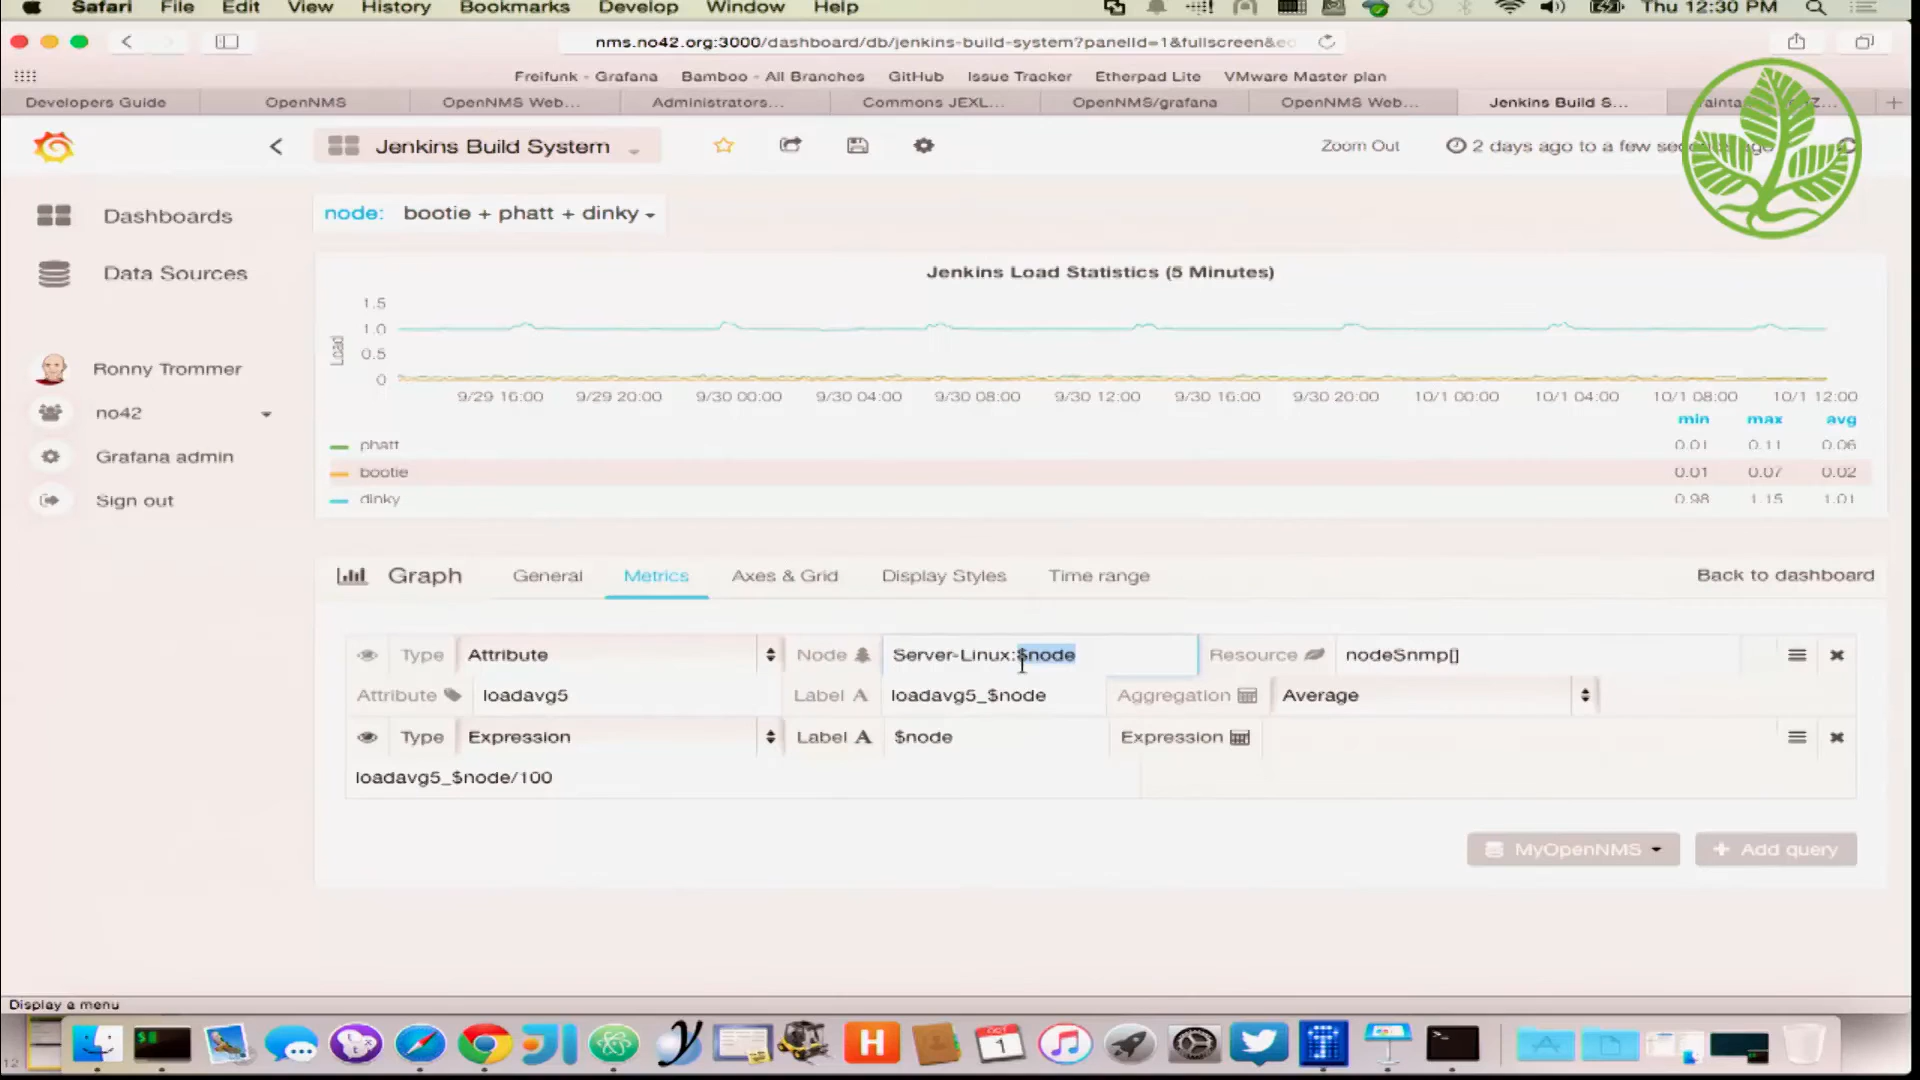 Safari File Edit View History Bookmarks Develop Window Help Thu 12:30 PM
nms.no42.org:3000/dashboard/db/jenkins-build-system?panelId=1&fullscreen&
Freifunk - Grafana Bamboo - All Branches GitHub Issue Tracker Etherpad Lite VMware Master plan
Developers Guide OpenNMS OpenNMS Web... Administrators... Commons JEXL... OpenNMS/grafana OpenNMS Web... Jenkins Build S...
Jenkins Build System Zoom Out 2 days ago to a few ago
Dashboards
Data Sources
Ronny Trommer
no42
Grafana admin
Sign out
node: bootie + phatt + dinky
Jenkins Load Statistics (5 Minutes)
Load
1.5
1.0
0.5
0
9/29 16:00 9/29 20:00 9/30 00:00 9/30 04:00 9/30 08:00 9/30 12:00 9/30 16:00 9/30 20:00 10/1 00:00 10/1 04:00 10/1 08:00 10/1 12:00
min max avg
phatt 0.01 0.11 0.06
bootie 0.01 0.07 0.02
dinky 0.98 1.15 1.01
Graph General Metrics Axes & Grid Display Styles Time range Back to dashboard
Type Attribute Node Server-Linux:$node Resource nodeSnmp[]
Attribute loadavg5 Label loadavg5_$node Aggregation Average
Type Expression Label $node Expression
loadavg5_$node/100
MyOpenNMS + Add query
Display a menu
OCT
1
H
12